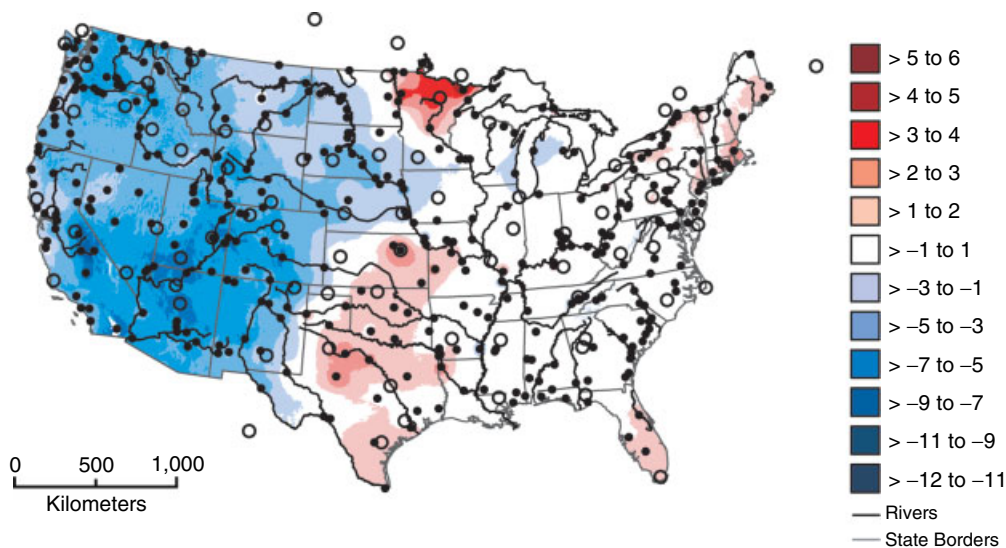 > 5 to 6
> 4 to 5
> 3 to 4
> 2 to 3
> 1 to 2
> −1 to 1
> −3 to −1
> −5 to −3
> −7 to −5
> −9 to −7
> −11 to −9
> −12 to −11
Rivers
State Borders
0 500 1,000
Kilometers